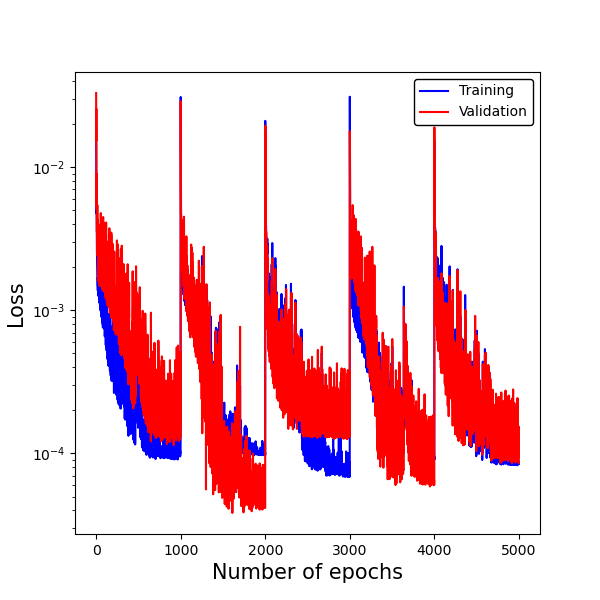 Training
Validation
10⁻²
10⁻³
10⁻⁴
Loss
0 1000 2000 3000 4000 5000
Number of epochs